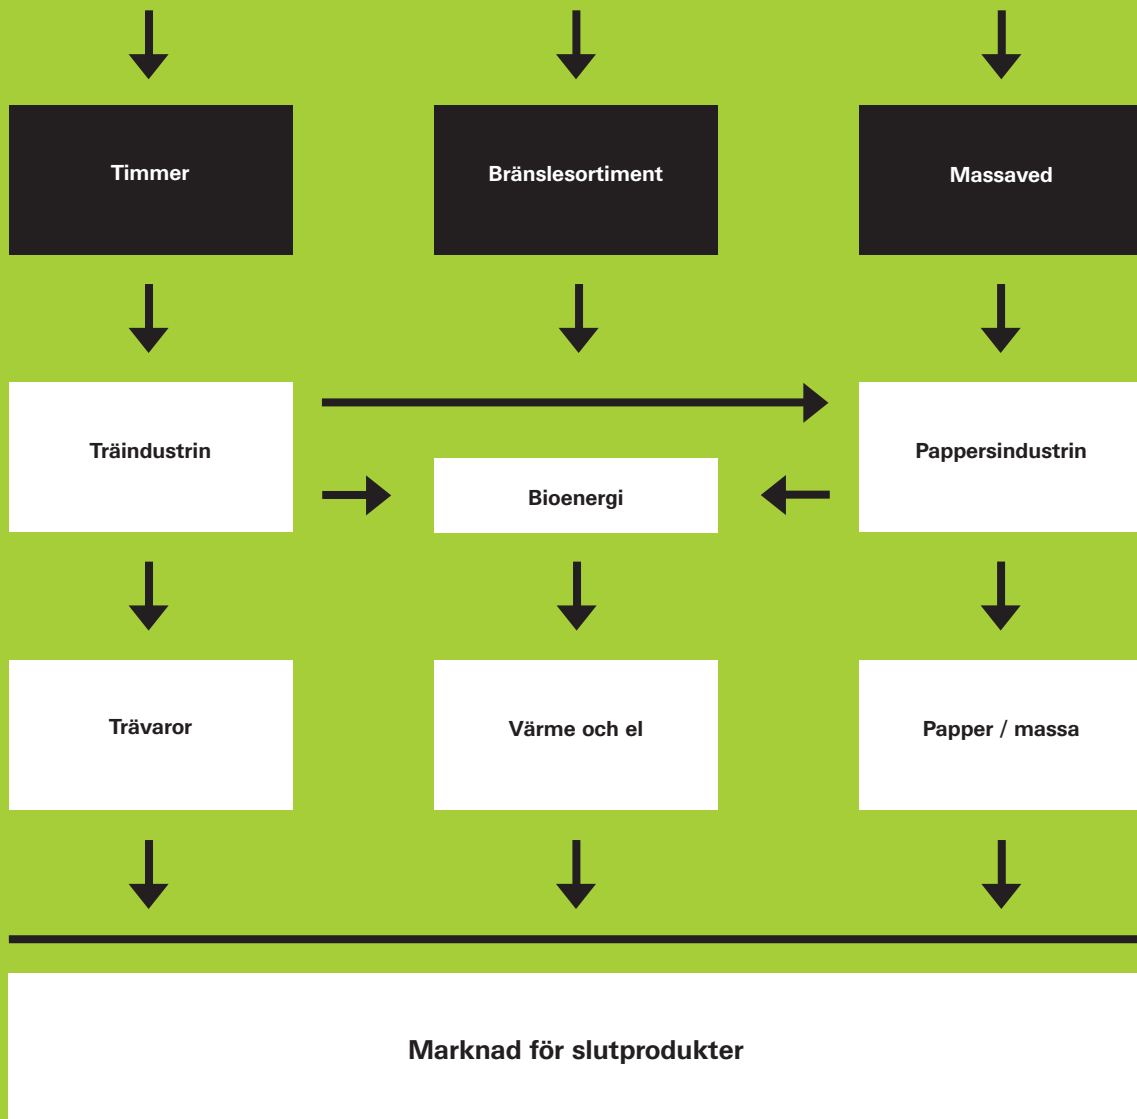 Timmer
Bränslesortiment
Massaved
Träindustrin
Pappersindustrin
Bioenergi
Trävaror
Värme och el
Papper / massa
Marknad för slutprodukter